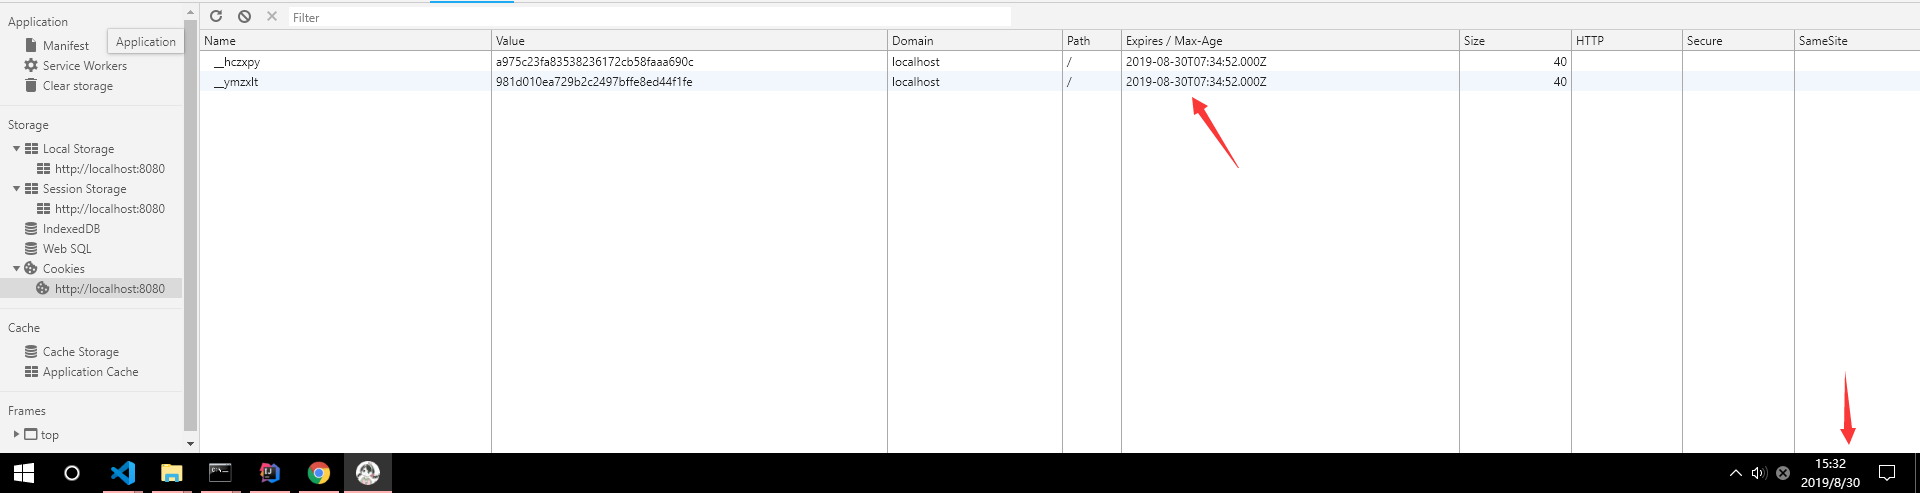 Application
Manifest
Application
Service Workers
Clear storage
Storage
Local Storage
http://localhost:8080
Session Storage
http://localhost:8080
IndexedDB
Web SQL
Cookies
http://localhost:8080
Cache
Cache Storage
Application Cache
Frames
top
Filter
Name Value Domain Path Expires / Max-Age Size HTTP Secure SameSite
__hczxpy a975c23fa83538236172cb58faaa690c localhost / 2019-08-30T07:34:52.000Z 40
__ymzxlt 981d010ea729b2c2497bffe8ed44f1fe localhost / 2019-08-30T07:34:52.000Z 40
15:32
2019/8/30